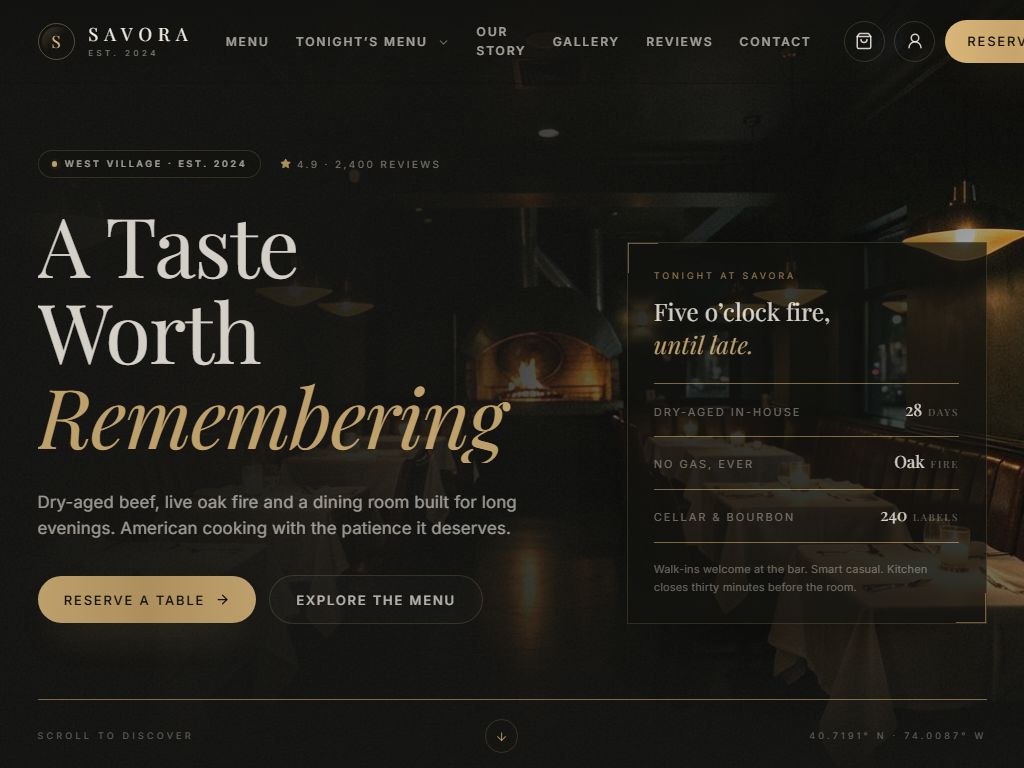 S
SAVORA
EST. 2024
MENU
TONIGHT’S MENU
OUR
STORY
GALLERY
REVIEWS
CONTACT
WEST VILLAGE · EST. 2024
4.9 · 2,400 REVIEWS
A Taste
Worth
Remembering
Dry-aged beef, live oak fire and a dining room built for long
evenings. American cooking with the patience it deserves.
RESERVE A TABLE →
EXPLORE THE MENU
TONIGHT AT SAVORA
Five o’clock fire,
until late.
DRY-AGED IN-HOUSE 28 DAYS
NO GAS, EVER Oak FIRE
CELLAR & BOURBON 240 LABELS
Walk-ins welcome at the bar. Smart casual. Kitchen
closes thirty minutes before the room.
SCROLL TO DISCOVER
40.7191° N · 74.0087° W